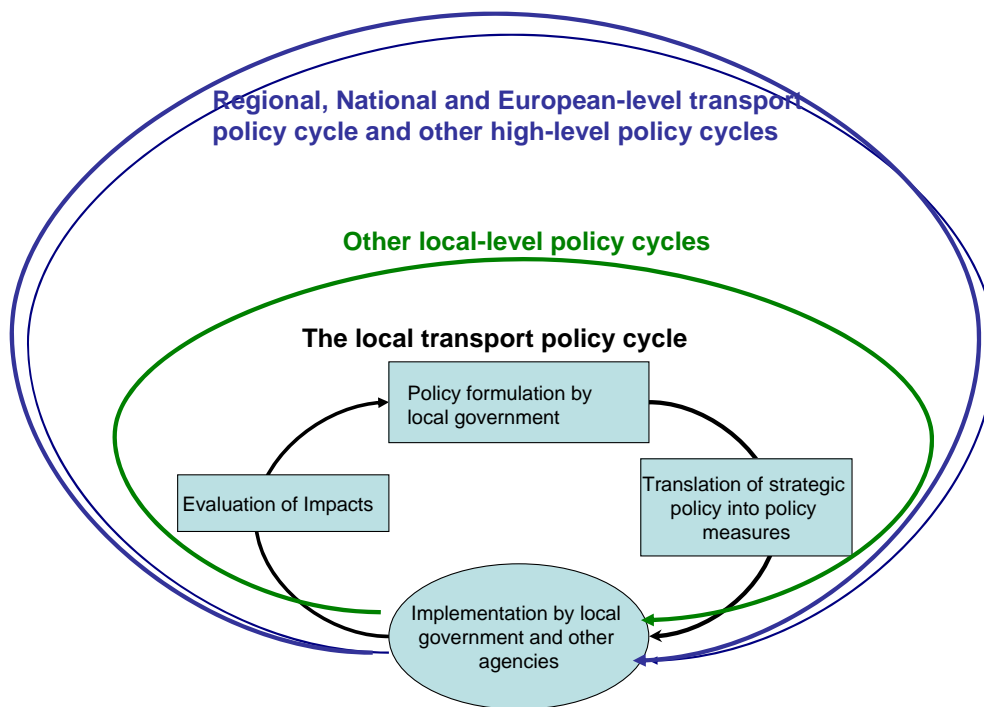 Regional, National and European-level transport
policy cycle and other high-level policy cycles
Other local-level policy cycles
The local transport policy cycle
Policy formulation by
local government
Evaluation of Impacts
Translation of strategic
policy into policy
measures
Implementation by local
government and other
agencies